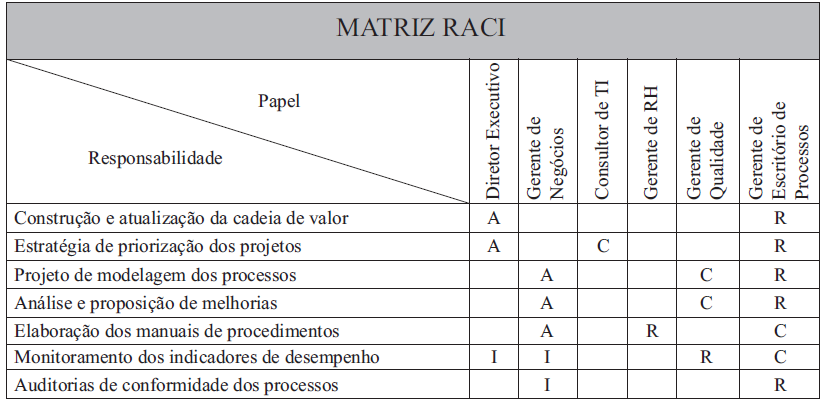 MATRIZ RACI
Papel
Responsabilidade
Diretor Executivo
Gerente de
Negócios
Consultor de TI
Gerente de RH
Gerente de
Qualidade
Gerente de
Escritório de
Processos
Construção e atualização da cadeia de valor A R
Estratégia de priorização dos projetos A C R
Projeto de modelagem dos processos A C R
Análise e proposição de melhorias A C R
Elaboração dos manuais de procedimentos A R C
Monitoramento dos indicadores de desempenho I I R C
Auditorias de conformidade dos processos I R